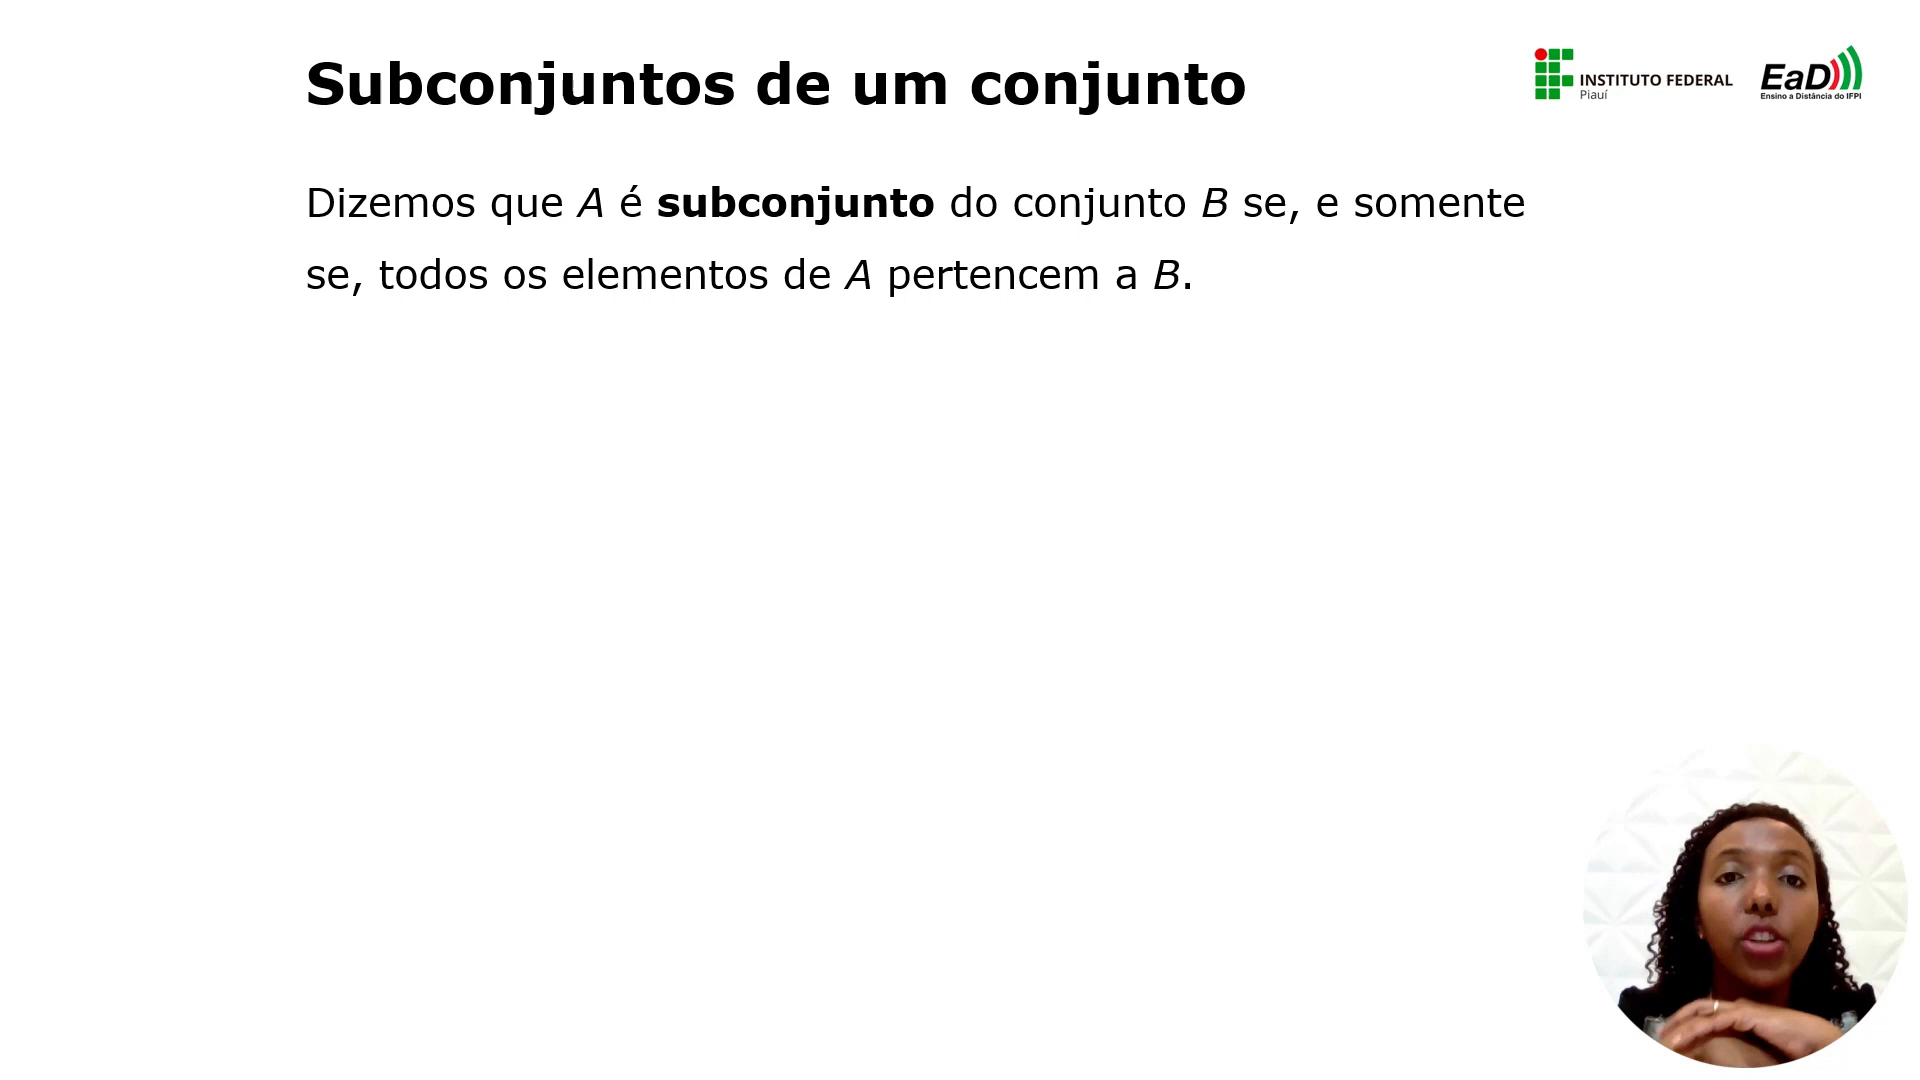 Subconjuntos de um conjunto
INSTITUTO FEDERAL
Piauí
EaD
Ensino a Distância do IFPI
Dizemos que A é subconjunto do conjunto B se, e somente
se, todos os elementos de A pertencem a B.